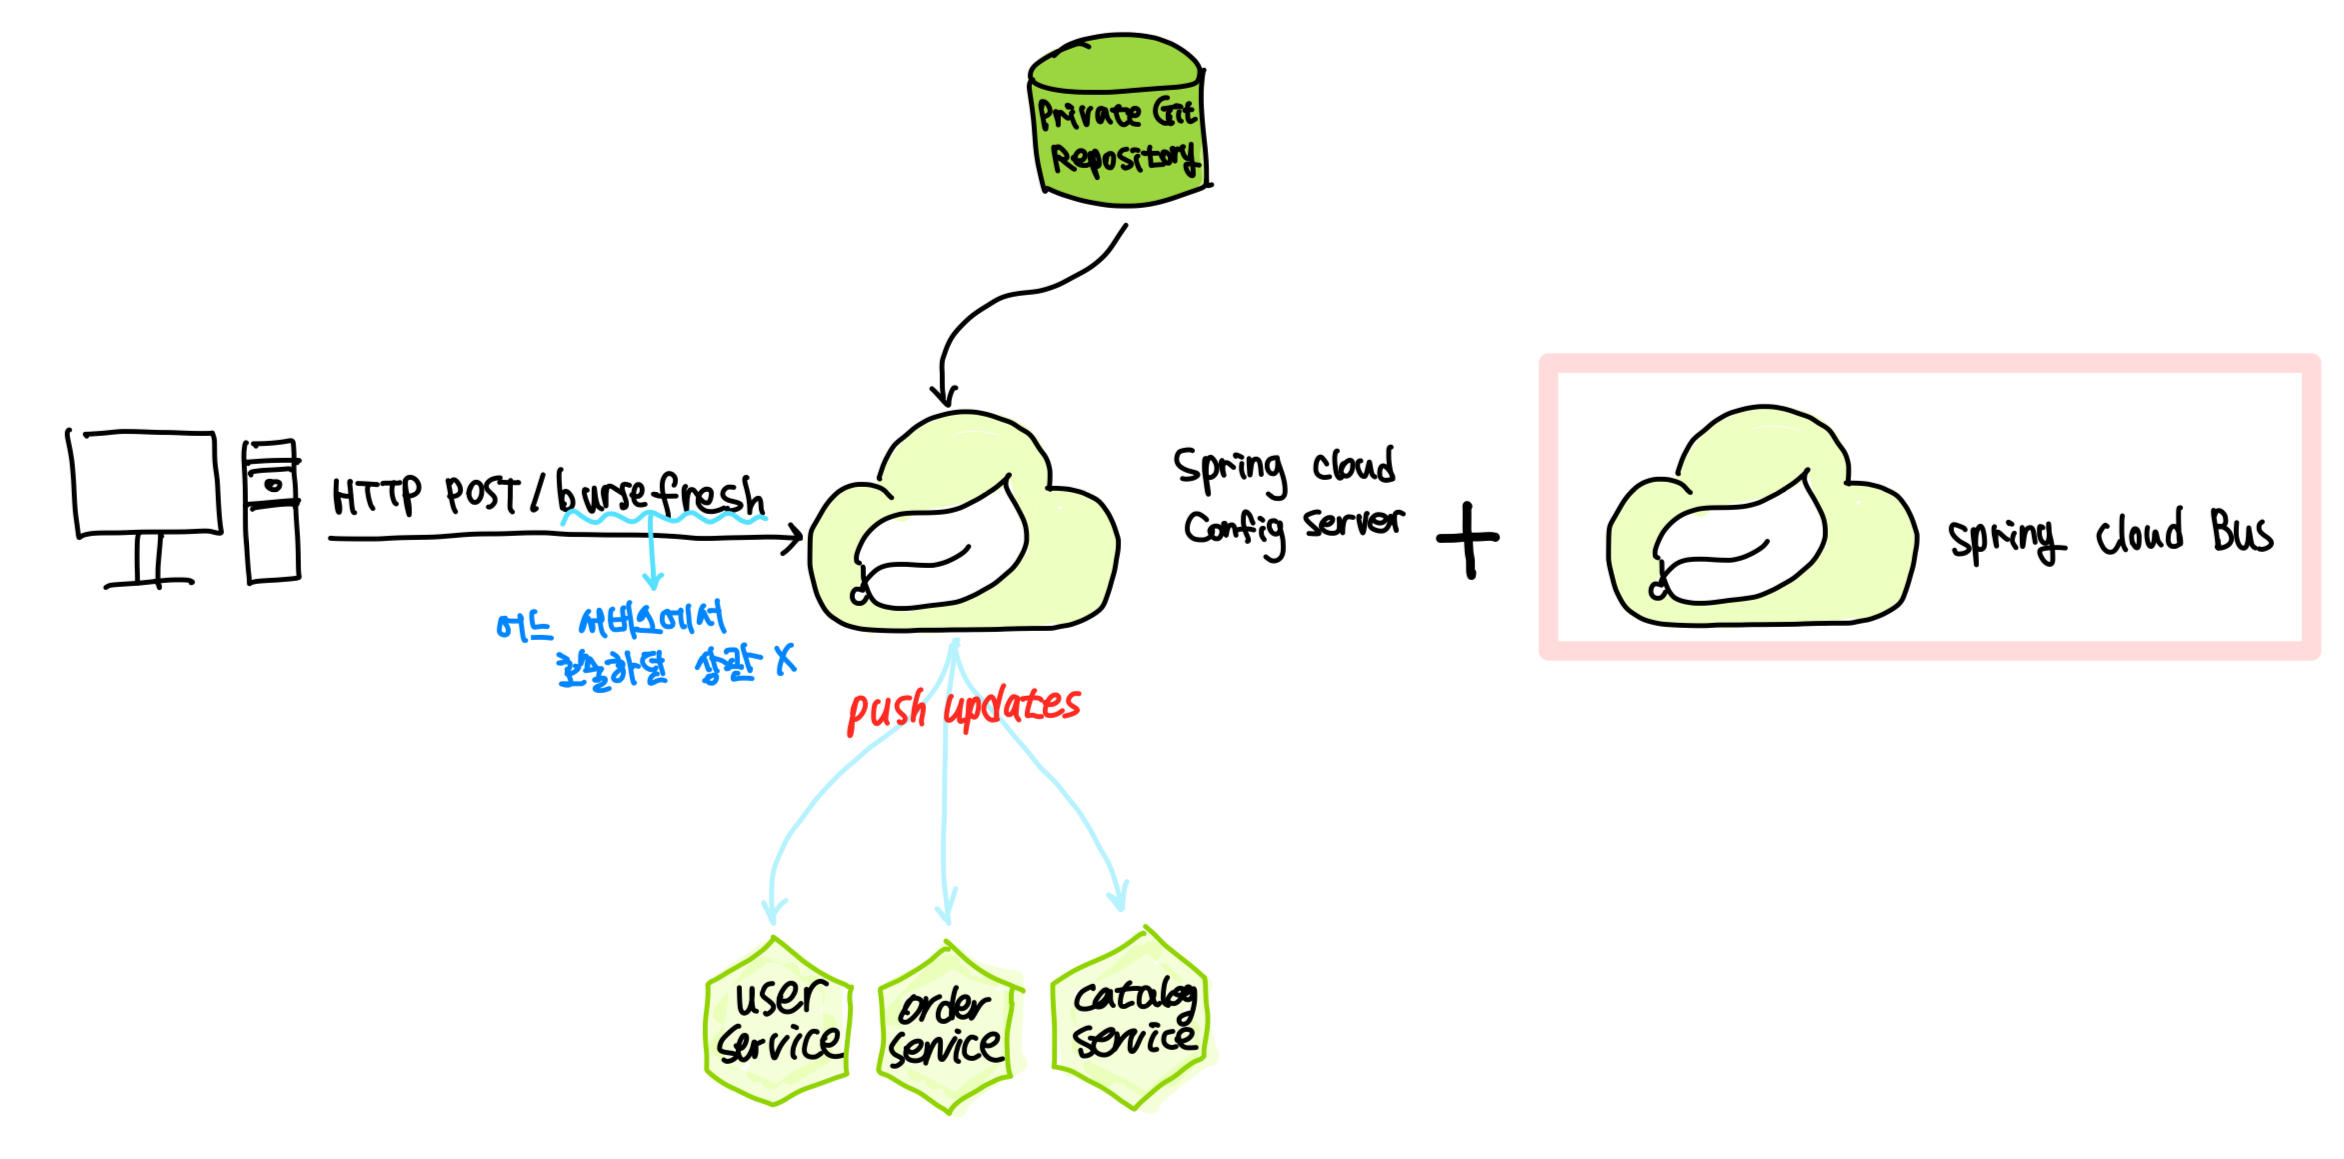 Private Git
Repository
HTTP POST/busrefresh
어느 서비스에서
호출하던 상관 X
Spring cloud
Config Server
+
Spring Cloud Bus
push updates
user
service
order
service
catalog
service